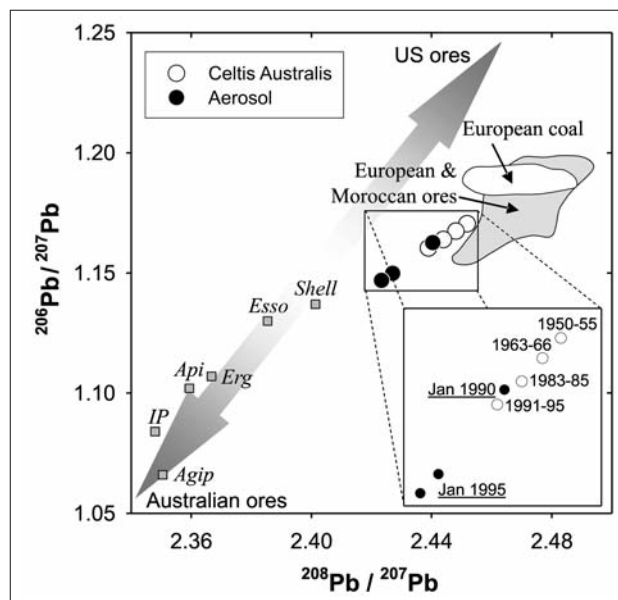 1.25
1.20
1.15
1.10
1.05
206Pb/ 207Pb
Celtis Australis
Aerosol
US ores
European coal
European &
Moroccan ores
Shell
Esso
Erg
Api
IP
Agip
Australian ores
1950-55
1963-66
1983-85
Jan 1990
1991-95
Jan 1995
2.36
2.40
2.44
2.48
208Pb / 207Pb